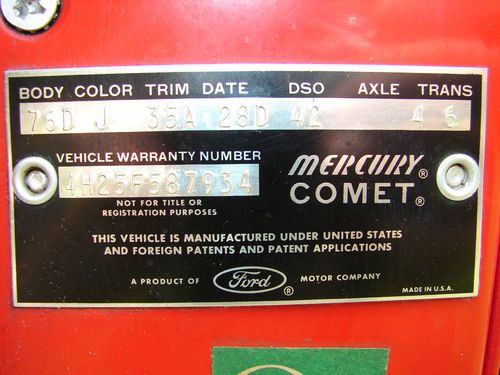 BODY COLOR TRIM DATE DSO AXLE TRANS
76D J 35A 28D 42 4 6
VEHICLE WARRANTY NUMBER
4H25F587934
NOT FOR TITLE OR
REGISTRATION PURPOSES
MERCURY®
COMET®
THIS VEHICLE IS MANUFACTURED UNDER UNITED STATES
AND FOREIGN PATENTS AND PATENT APPLICATIONS
A PRODUCT OF Ford® MOTOR COMPANY
MADE IN U.S.A.